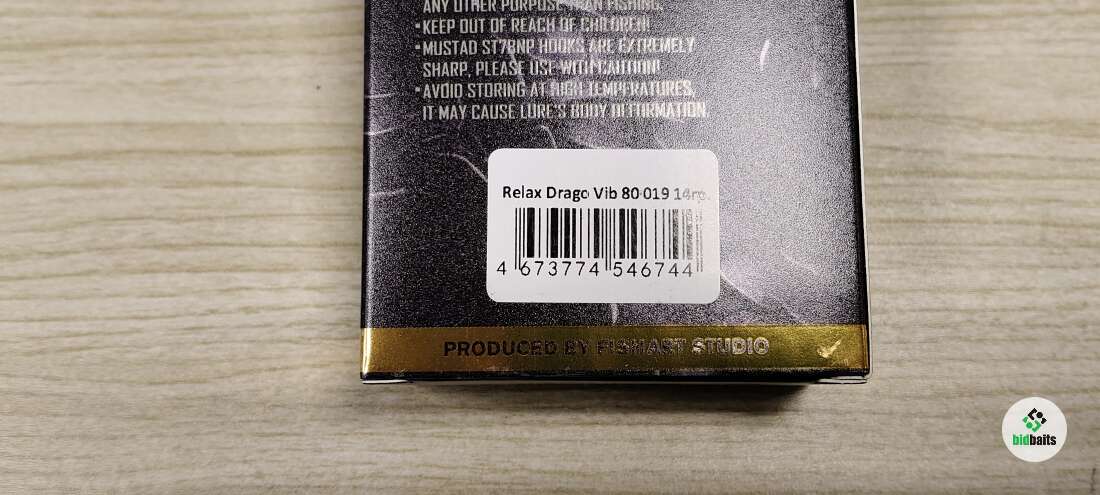 ANY OTHER PURPOSE THAN FISHING.
•KEEP OUT OF REACH OF CHILDREN!
•MUSTAD ST78NP HOOKS ARE EXTREMELY
SHARP. PLEASE USE WITH CAUTION!
•AVOID STORING AT HIGH TEMPERATURES.
IT MAY CAUSE LURE'S BODY DEFORMATION.
Relax Drago Vib 80 019 14гр.
4 673774 546744
PRODUCED BY FISHART STUDIO
bidbaits